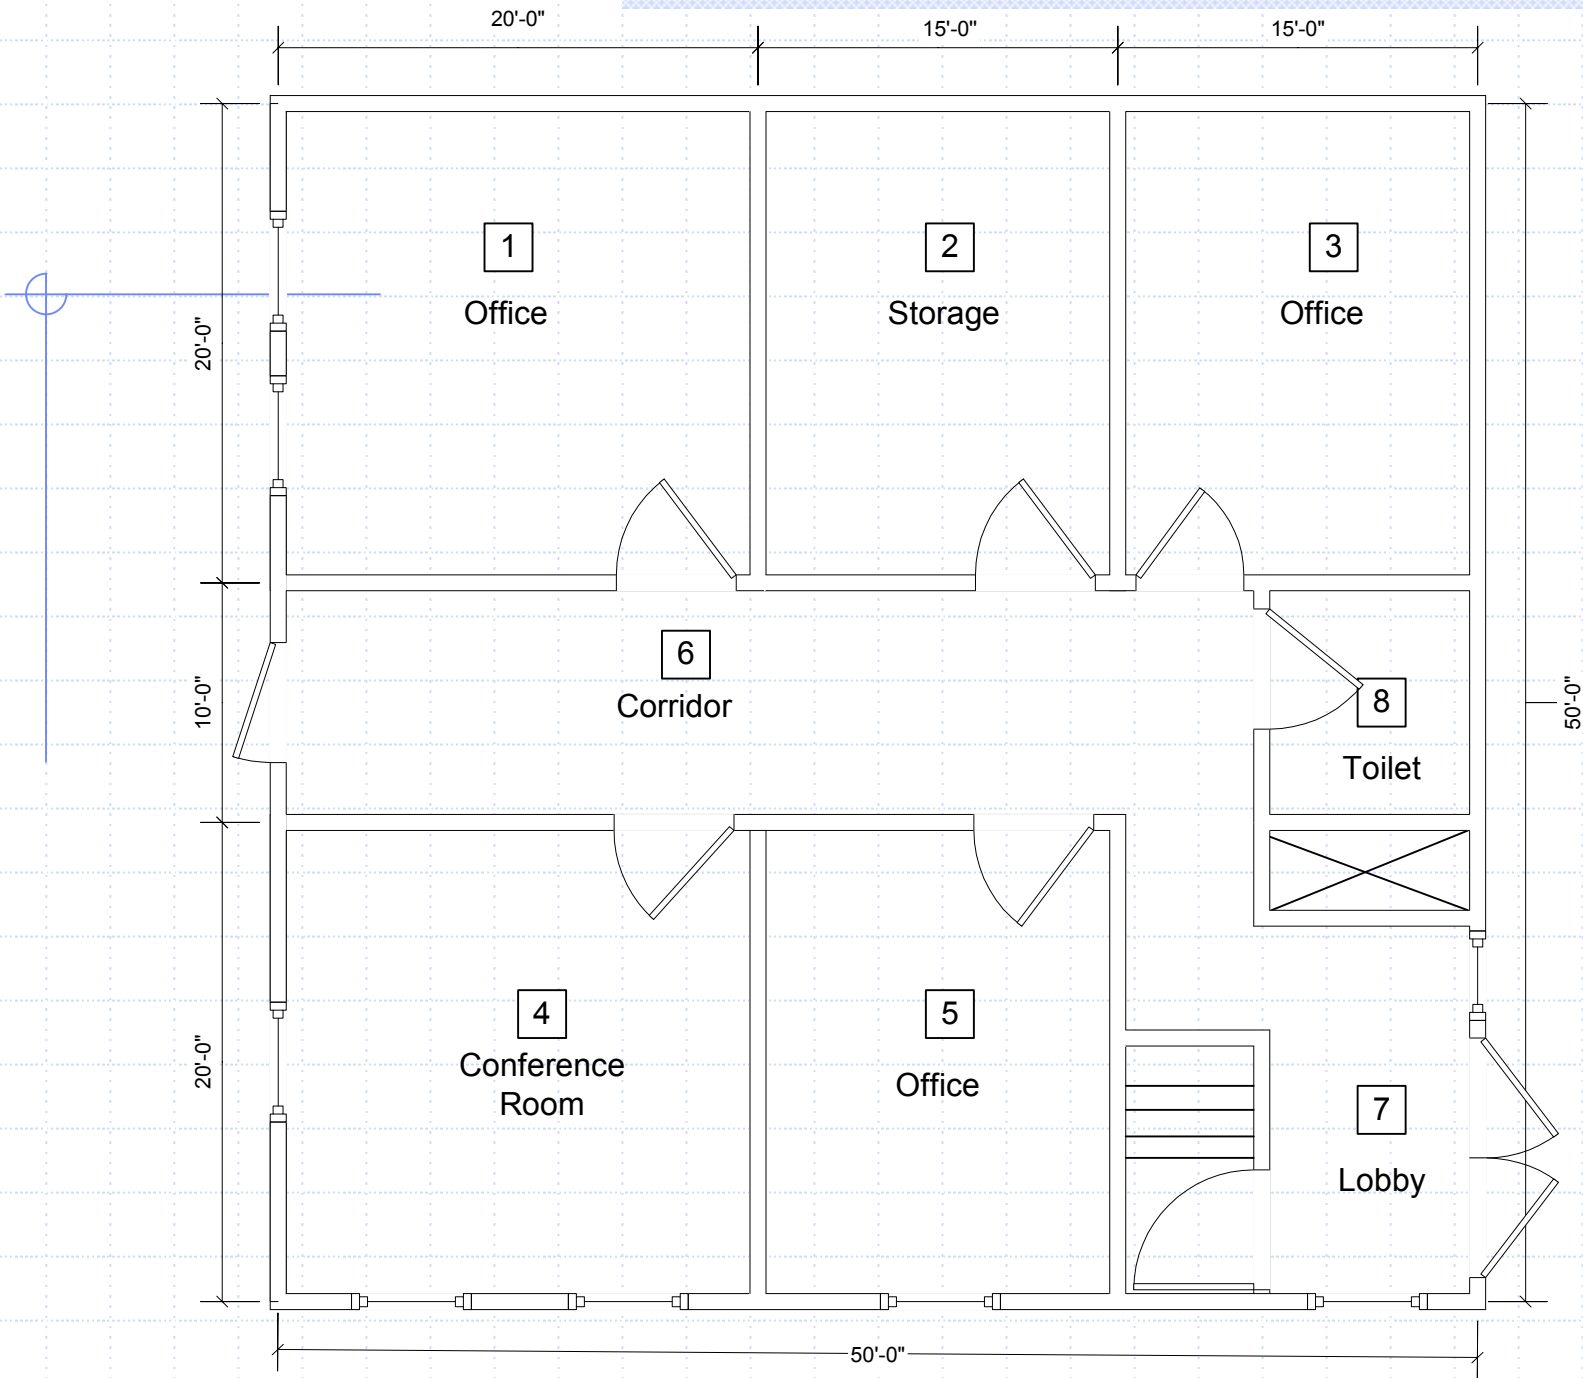 20'-0"
15'-0"
15'-0"
1
Office
2
Storage
3
Office
20'-0"
6
Corridor
10'-0"
8
Toilet
50'-0"
4
Conference
Room
5
Office
20'-0"
7
Lobby
50'-0"